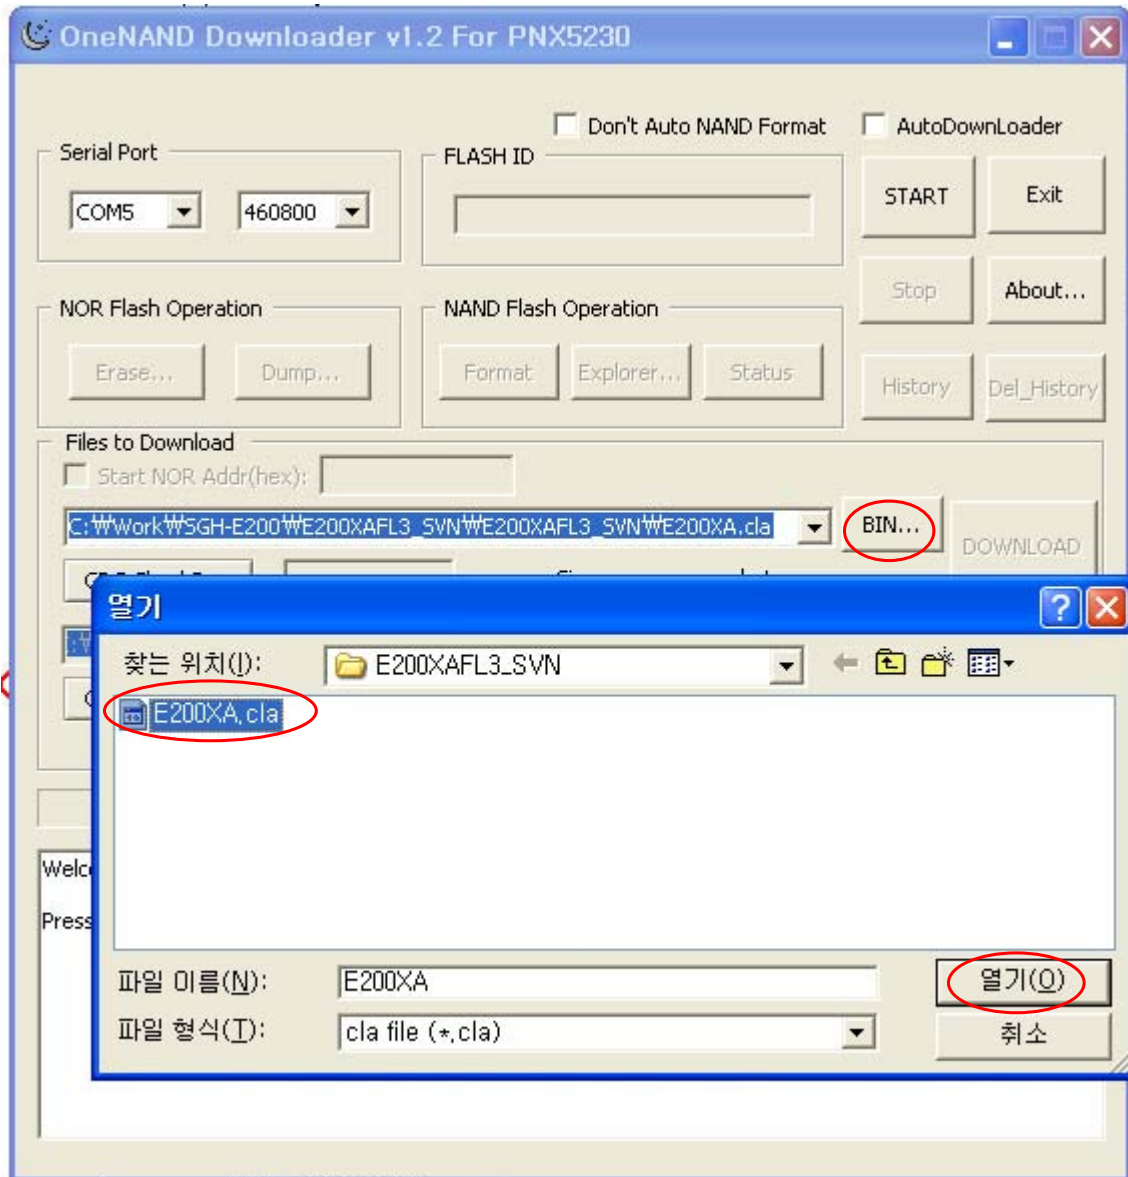 OneNAND Downloader v1.2 For PNX5230
Don't Auto NAND Format AutoDownLoader
Serial Port FLASH ID
COM5 460800 START Exit
Stop About...
NOR Flash Operation NAND Flash Operation
Erase... Dump... Format Explorer... Status History Del_History
Files to Download
Start NOR Addr(hex):
C:₩Work₩SGH-E200₩E200XAFL3_SVN₩E200XAFL3_SVN₩E200XA.cla BIN... DOWNLOAD
열기
찾는 위치(I): E200XAFL3_SVN
E200XA.cla
Press
파일 이름(N): E200XA 열기(O)
파일 형식(T): cla file (*.cla) 취소